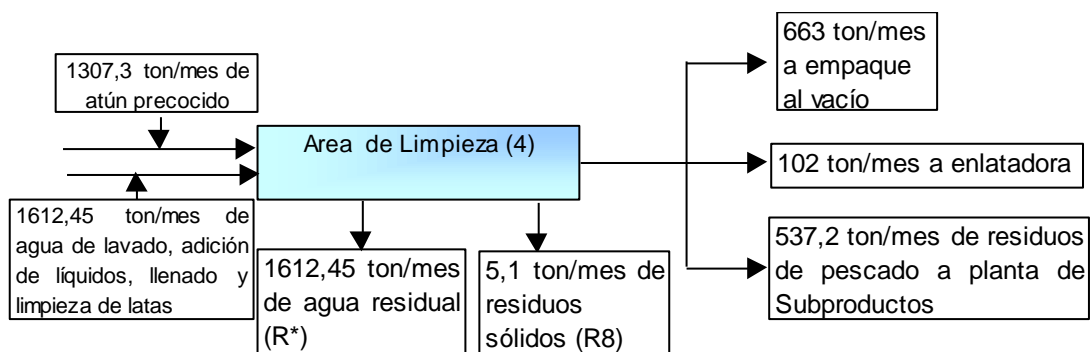 1307,3 ton/mes de
atún precocido
1612,45 ton/mes de
agua de lavado, adición
de líquidos, llenado y
limpieza de latas
Area de Limpieza (4)
1612,45 ton/mes
de agua residual
(R*)
5,1 ton/mes de
residuos
sólidos (R8)
663 ton/mes
a empaque
al vacío
102 ton/mes a enlatadora
537,2 ton/mes de residuos
de pescado a planta de
Subproductos